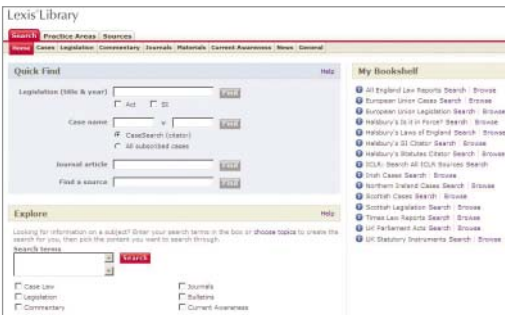 Lexis®Library
Search Practice Areas Sources
Home Cases Legislation Commentary Journals Materials Current Awareness News General
Quick Find Help
Legislation (title & year) Find
Act SI
Case name v Find
CaseSearch (citator)
All subscribed cases
Journal article Find
Find a source Find
Explore Help
Looking for information on a subject? Enter your search terms in the box or choose topics to create the
search for you, then pick the content you want to search through.
Search terms
Search
Case Law Journals
Legislation Bulletins
Commentary Current Awareness
My Bookshelf
All England Law Reports Search | Browse
European Union Cases Search | Browse
European Union Legislation Search | Browse
Halsbury's Is it in Force? Search | Browse
Halsbury's Laws of England Search | Browse
Halsbury's SI Citator Search | Browse
Halsbury's Statutes Citator Search | Browse
ICLR: Search All ICLR Sources Search
Irish Cases Search | Browse
Northern Ireland Cases Search | Browse
Scottish Cases Search | Browse
Scottish Legislation Search | Browse
Times Law Reports Search | Browse
UK Parliament Acts Search | Browse
UK Statutory Instruments Search | Browse